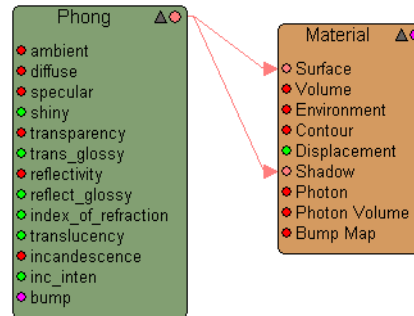 Phong
ambient
diffuse
specular
shiny
transparency
trans_glossy
reflectivity
reflect_glossy
index_of_refraction
translucency
incandescence
inc_inten
bump
Material
Surface
Volume
Environment
Contour
Displacement
Shadow
Photon
Photon Volume
Bump Map